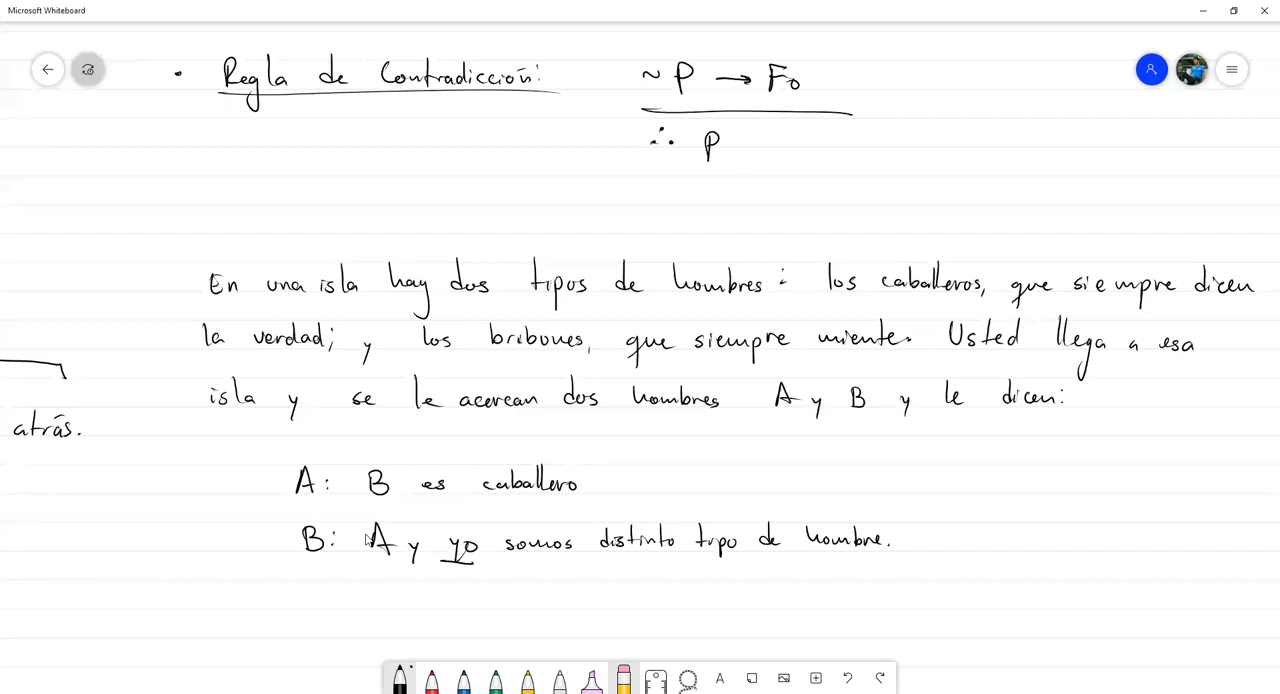 Microsoft Whiteboard
• Regla de Contradicción: ~P → F₀
∴ P
En una isla hay dos tipos de hombres: los caballeros, que siempre dicen
la verdad; y los bribones, que siempre miente. Usted llega a esa
isla y se le acercan dos hombres A y B y le dicen:
atrás.
A: B es caballero
B: A y yo somos distinto tipo de hombre.
A